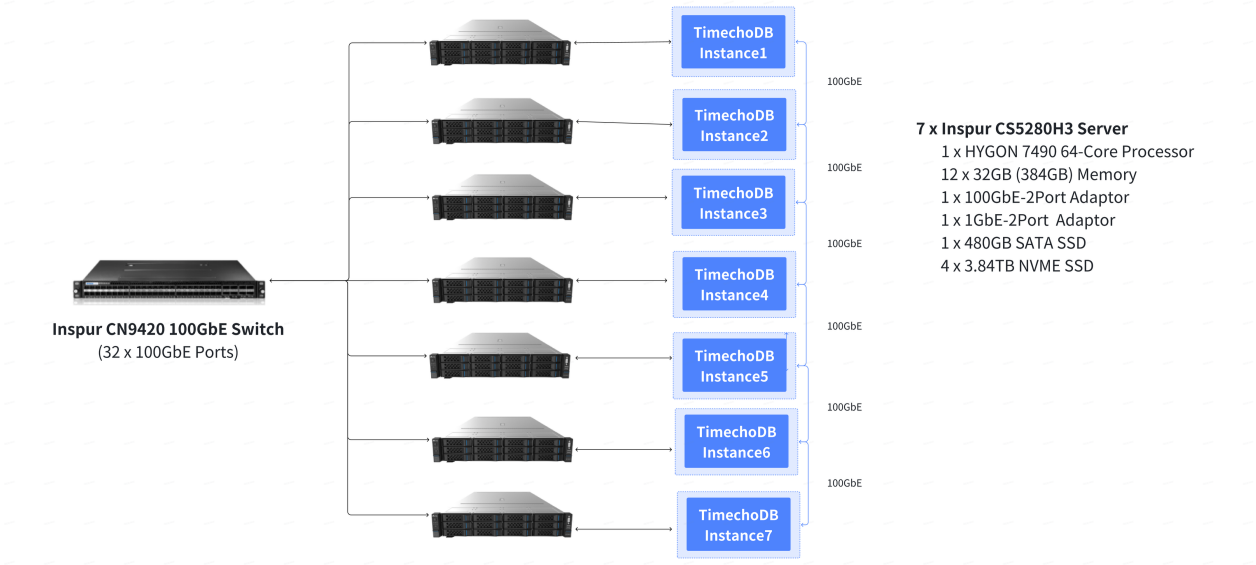 TimechoDB
Instance1
100GbE
TimechoDB
Instance2
100GbE
TimechoDB
Instance3
100GbE
TimechoDB
Instance4
100GbE
TimechoDB
Instance5
100GbE
TimechoDB
Instance6
100GbE
TimechoDB
Instance7
Inspur CN9420 100GbE Switch
(32 x 100GbE Ports)
7 x Inspur CS5280H3 Server
1 x HYGON 7490 64-Core Processor
12 x 32GB (384GB) Memory
1 x 100GbE-2Port Adaptor
1 x 1GbE-2Port Adaptor
1 x 480GB SATA SSD
4 x 3.84TB NVME SSD